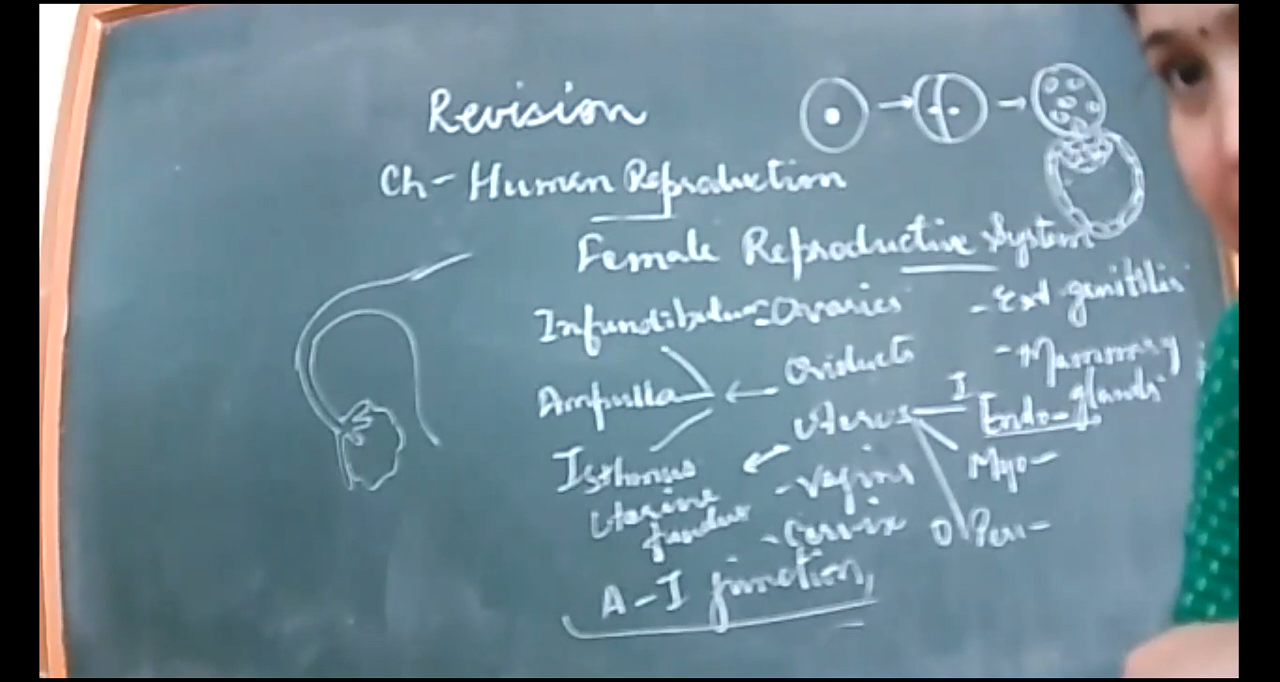 Revision
Ch- Human Reproduction
Female Reproductive System
Infundibulum - Ovaries - Ext genitilis
Ampulla ← Oviducts - Mammary glands
Uterus I Endo-
Isthmus - vagina Myo-
Uterine fundus - Cervix O Peri-
A-I junction,